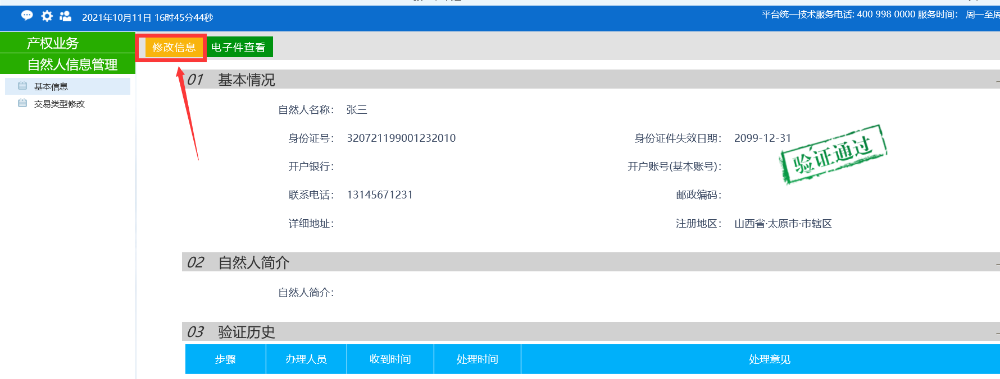 2021年10月11日 16时45分44秒
平台统一技术服务电话: 400 998 0000 服务时间： 周一至周
产权业务
自然人信息管理
基本信息
交易类型修改
修改信息 电子件查看
01 基本情况
自然人名称： 张三
身份证号： 320721199001232010 身份证件失效日期： 2099-12-31
验证通过
开户银行： 开户账号(基本账号)：
联系电话： 13145671231 邮政编码：
详细地址： 注册地区： 山西省·太原市·市辖区
02 自然人简介
自然人简介：
03 验证历史
步骤 办理人员 收到时间 处理时间 处理意见